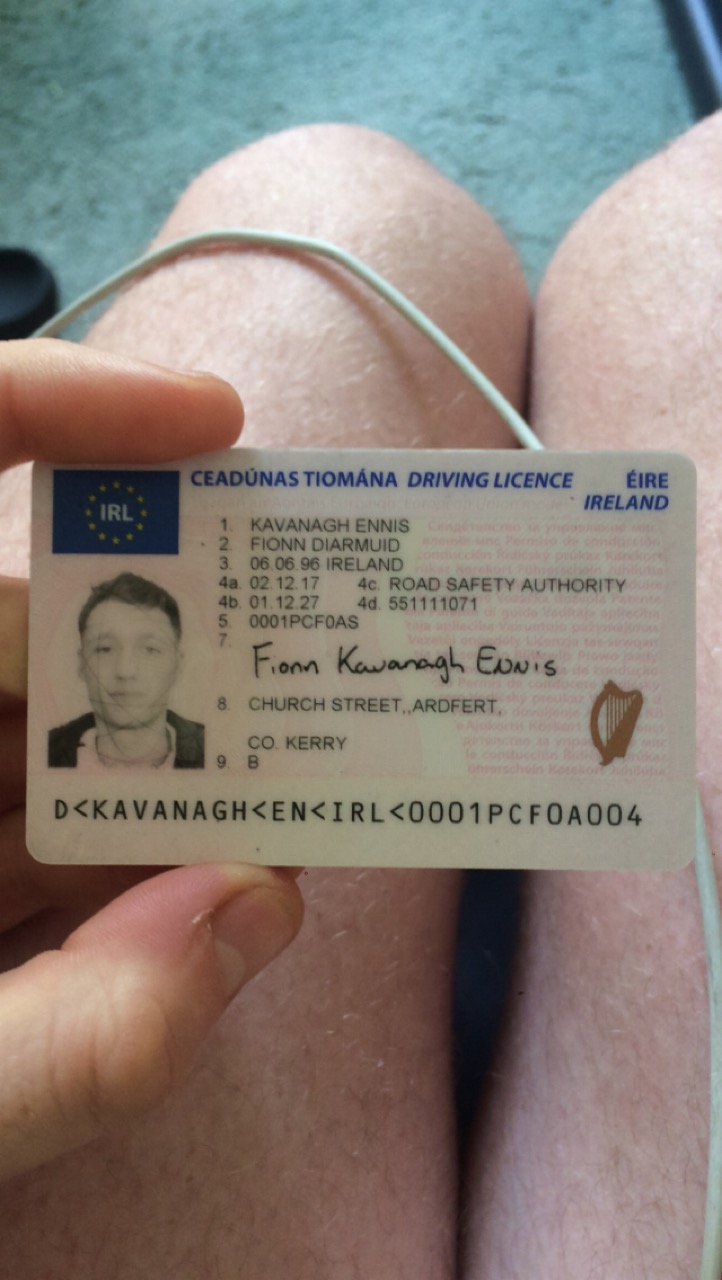 CEADÚNAS TIOMÁNA DRIVING LICENCE ÉIRE
IRELAND
IRL
1. KAVANAGH ENNIS
2 FIONN DIARMUID
3. 06.06.96 IRELAND
4a. 02.12.17 4c. ROAD SAFETY AUTHORITY
4b. 01.12.27 4d. 551111071
5. 0001PCF0AS
7.
Fionn Kavanagh Ennis
8. CHURCH STREET,,ARDFERT,
CO. KERRY
9. B
D<KAVANAGH<EN<IRL<0001PCF0A004